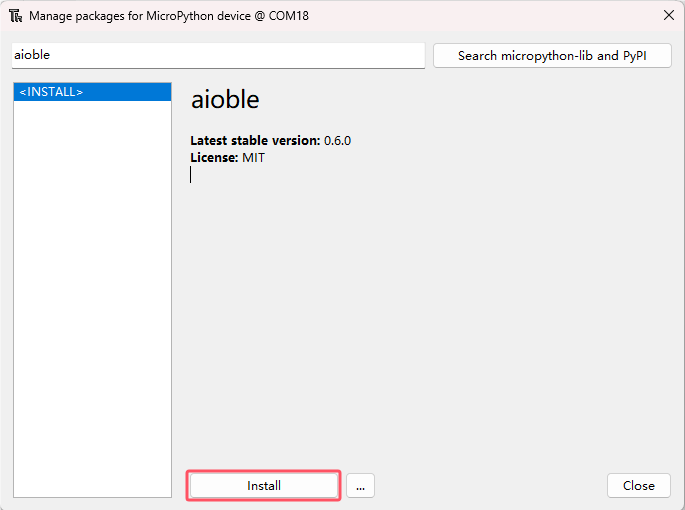 Manage packages for MicroPython device @ COM18
aioble
Search micropython-lib and PyPI
<INSTALL>
aioble
Latest stable version: 0.6.0
License: MIT
Install
...
Close